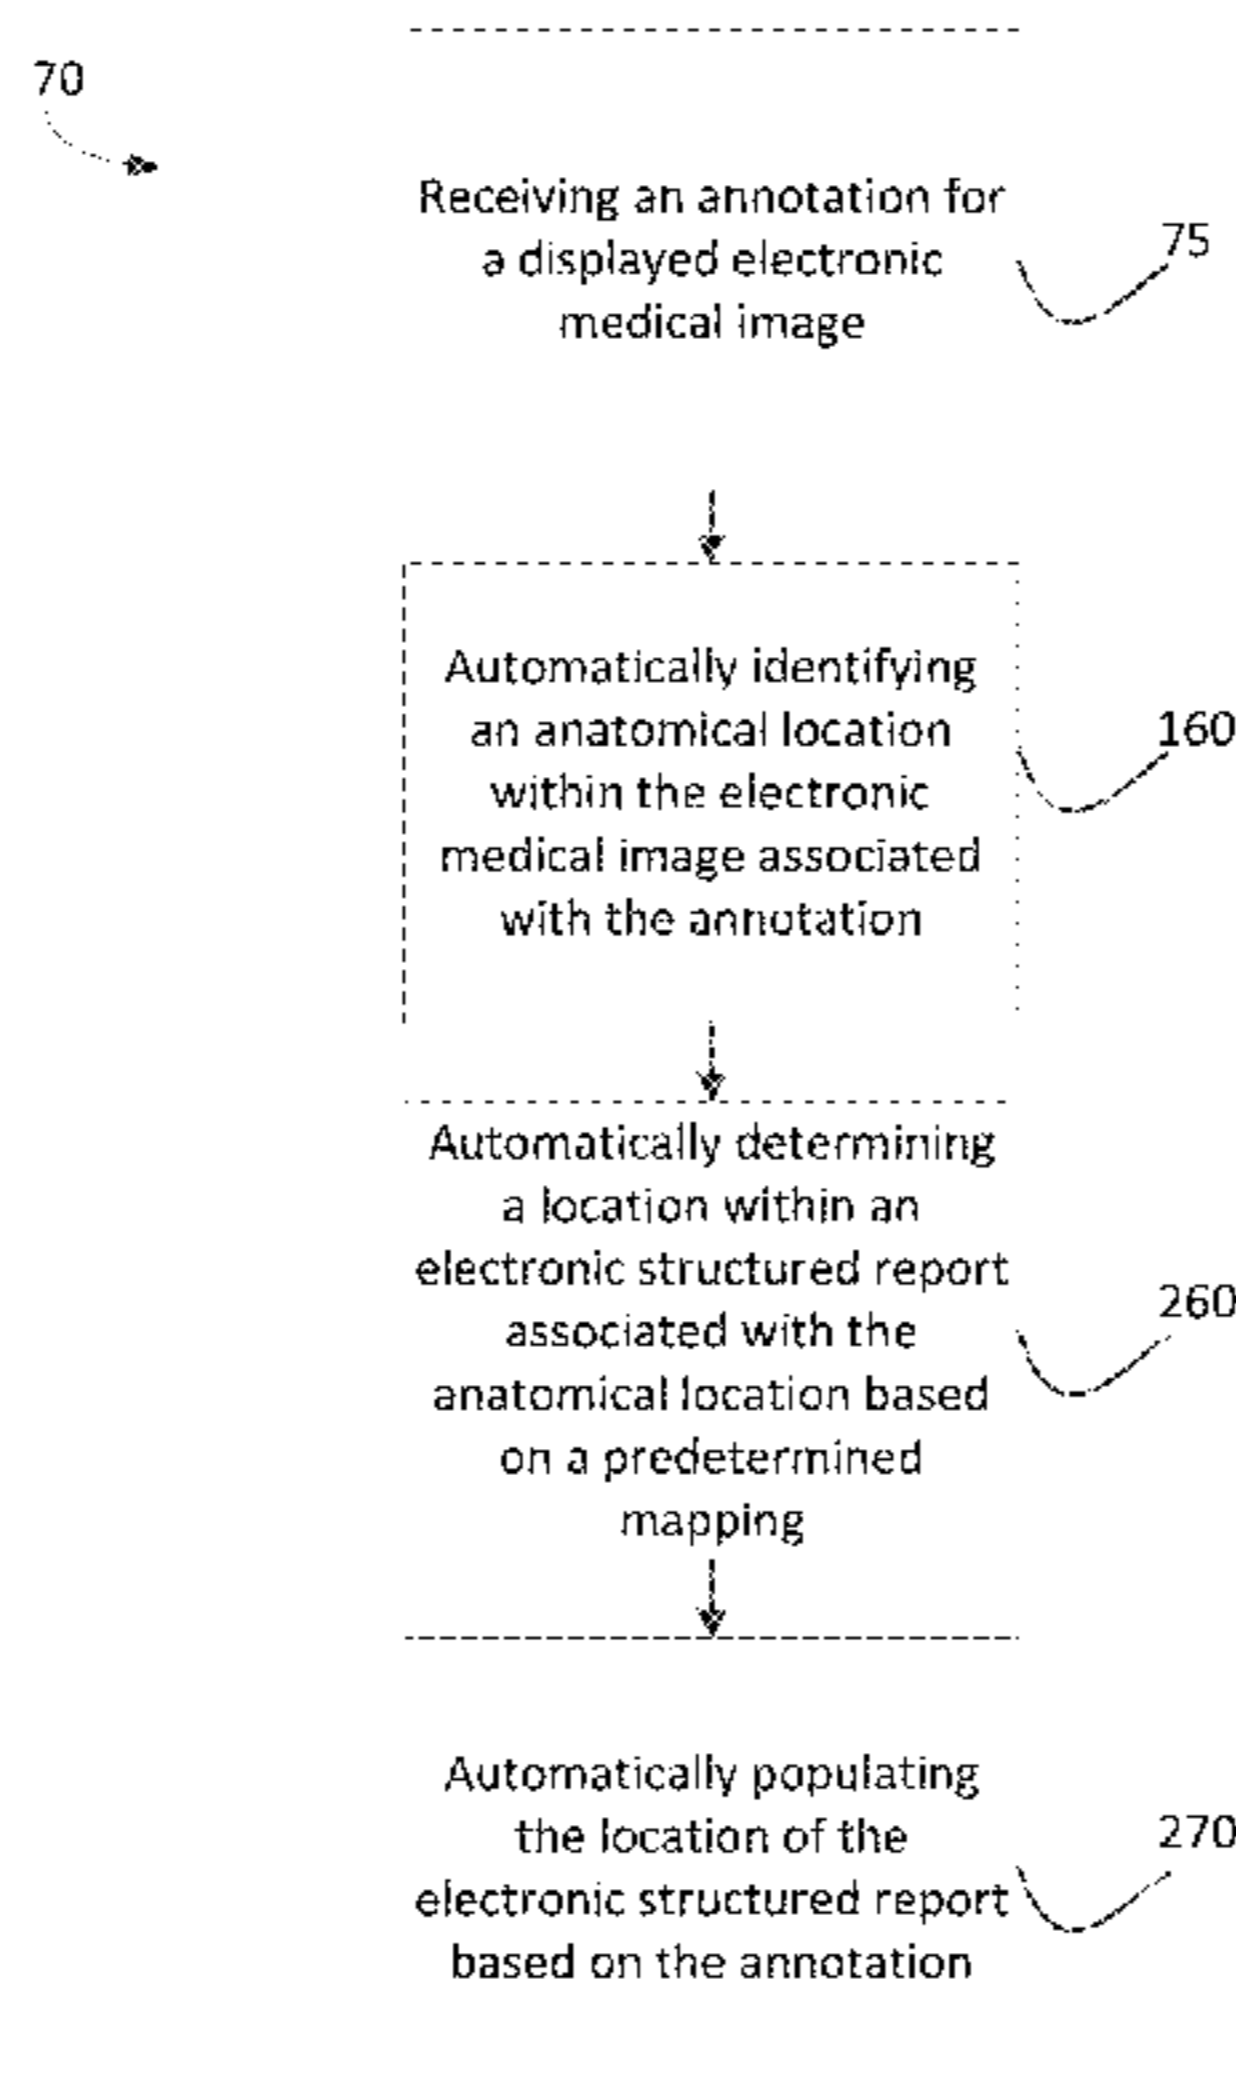 70
Receiving an annotation for
a displayed electronic
medical image
75
Automatically identifying
an anatomical location
within the electronic
medical image associated
with the annotation
160
Automatically determining
a location within an
electronic structured report
associated with the
anatomical location based
on a predetermined
mapping
260
Automatically populating
the location of the
electronic structured report
based on the annotation
270